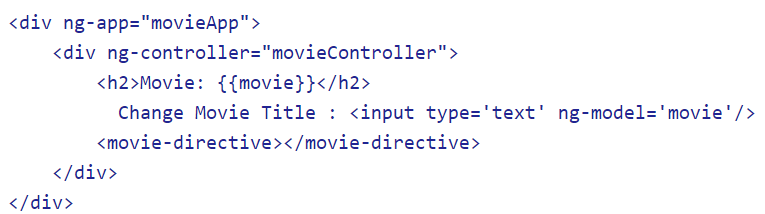 <div ng-app="movieApp">
    <div ng-controller="movieController">
        <h2>Movie: {{movie}}</h2>
          Change Movie Title : <input type='text' ng-model='movie'/>
        <movie-directive></movie-directive>
    </div>
</div>